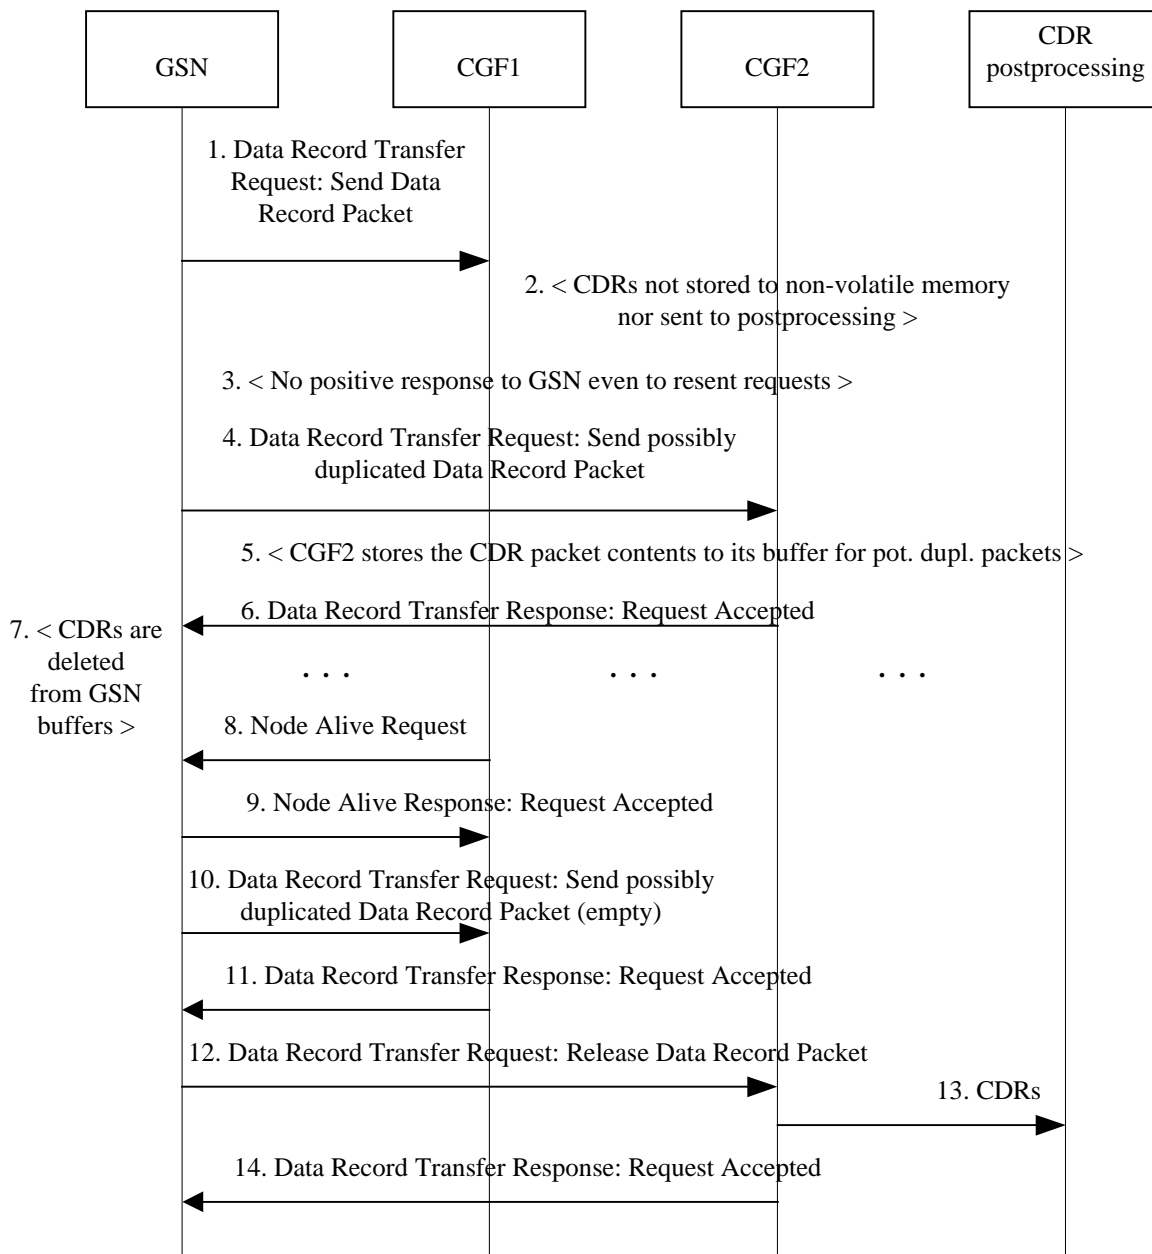 GSN
CGF1
CGF2
CDR
postprocessing
1. Data Record Transfer
Request: Send Data
Record Packet
2. < CDRs not stored to non-volatile memory
nor sent to postprocessing >
3. < No positive response to GSN even to resent requests >
4. Data Record Transfer Request: Send possibly
duplicated Data Record Packet
5. < CGF2 stores the CDR packet contents to its buffer for pot. dupl. packets >
6. Data Record Transfer Response: Request Accepted
7. < CDRs are
deleted
from GSN
buffers >
. . .
. . .
. . .
8. Node Alive Request
9. Node Alive Response: Request Accepted
10. Data Record Transfer Request: Send possibly
duplicated Data Record Packet (empty)
11. Data Record Transfer Response: Request Accepted
12. Data Record Transfer Request: Release Data Record Packet
13. CDRs
14. Data Record Transfer Response: Request Accepted